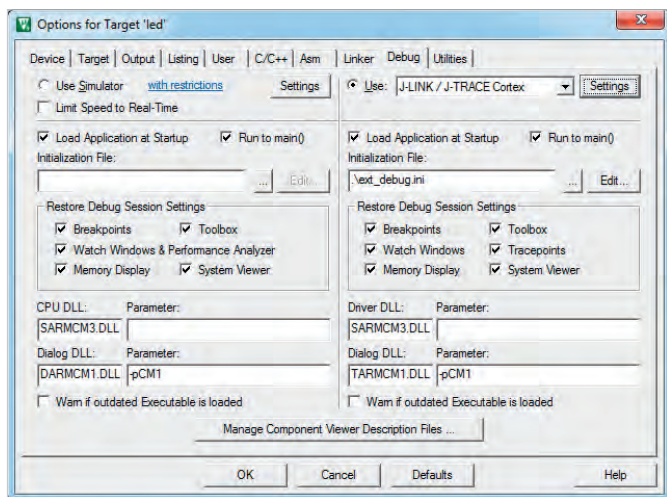 Options for Target 'led'
Device Target Output Listing User C/C++ Asm Linker Debug Utilities
Use Simulator with restrictions Settings
Limit Speed to Real-Time
Use: J-LINK / J-TRACE Cortex Settings
Load Application at Startup Run to main()
Initialization File:
... Edit...
Load Application at Startup Run to main()
Initialization File:
.\ext_debug.ini ... Edit...
Restore Debug Session Settings
Breakpoints Toolbox
Watch Windows & Performance Analyzer
Memory Display System Viewer
Restore Debug Session Settings
Breakpoints Toolbox
Watch Windows Tracepoints
Memory Display System Viewer
CPU DLL: Parameter:
SARMCM3.DLL
Dialog DLL: Parameter:
DARMCM1.DLL -pCM1
Warn if outdated Executable is loaded
Driver DLL: Parameter:
SARMCM3.DLL
Dialog DLL: Parameter:
TARMCM1.DLL -pCM1
Warn if outdated Executable is loaded
Manage Component Viewer Description Files ...
OK Cancel Defaults Help